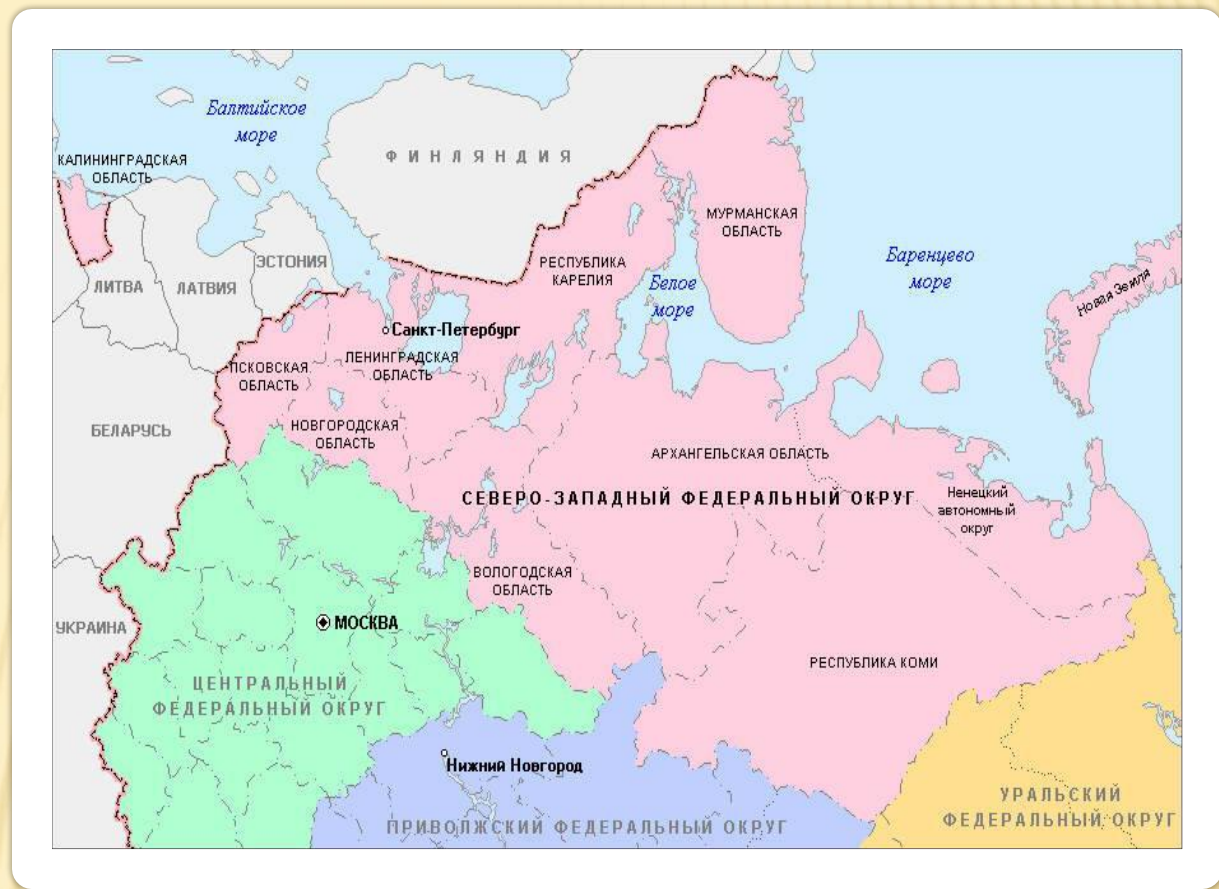 Балтийское
море
КАЛИНИНГРАДСКАЯ
ОБЛАСТЬ
ФИНЛЯНДИЯ
МУРМАНСКАЯ
ОБЛАСТЬ
РЕСПУБЛИКА
КАРЕЛИЯ
Баренцево
море
ЭСТОНИЯ
ЛИТВА
ЛАТВИЯ
Белое
море
Новая Земля
Санкт-Петербург
ПСКОВСКАЯ
ОБЛАСТЬ
ЛЕНИНГРАДСКАЯ
ОБЛАСТЬ
БЕЛАРУСЬ
НОВГОРОДСКАЯ
ОБЛАСТЬ
АРХАНГЕЛЬСКАЯ ОБЛАСТЬ
СЕВЕРО-ЗАПАДНЫЙ ФЕДЕРАЛЬНЫЙ ОКРУГ
Ненецкий
автономный
округ
ВОЛОГОДСКАЯ
ОБЛАСТЬ
УКРАИНА
МОСКВА
РЕСПУБЛИКА КОМИ
ЦЕНТРАЛЬНЫЙ
ФЕДЕРАЛЬНЫЙ ОКРУГ
Нижний Новгород
УРАЛЬСКИЙ
ФЕДЕРАЛЬНЫЙ ОКРУГ
ПРИВОЛЖСКИЙ ФЕДЕРАЛЬНЫЙ ОКРУГ